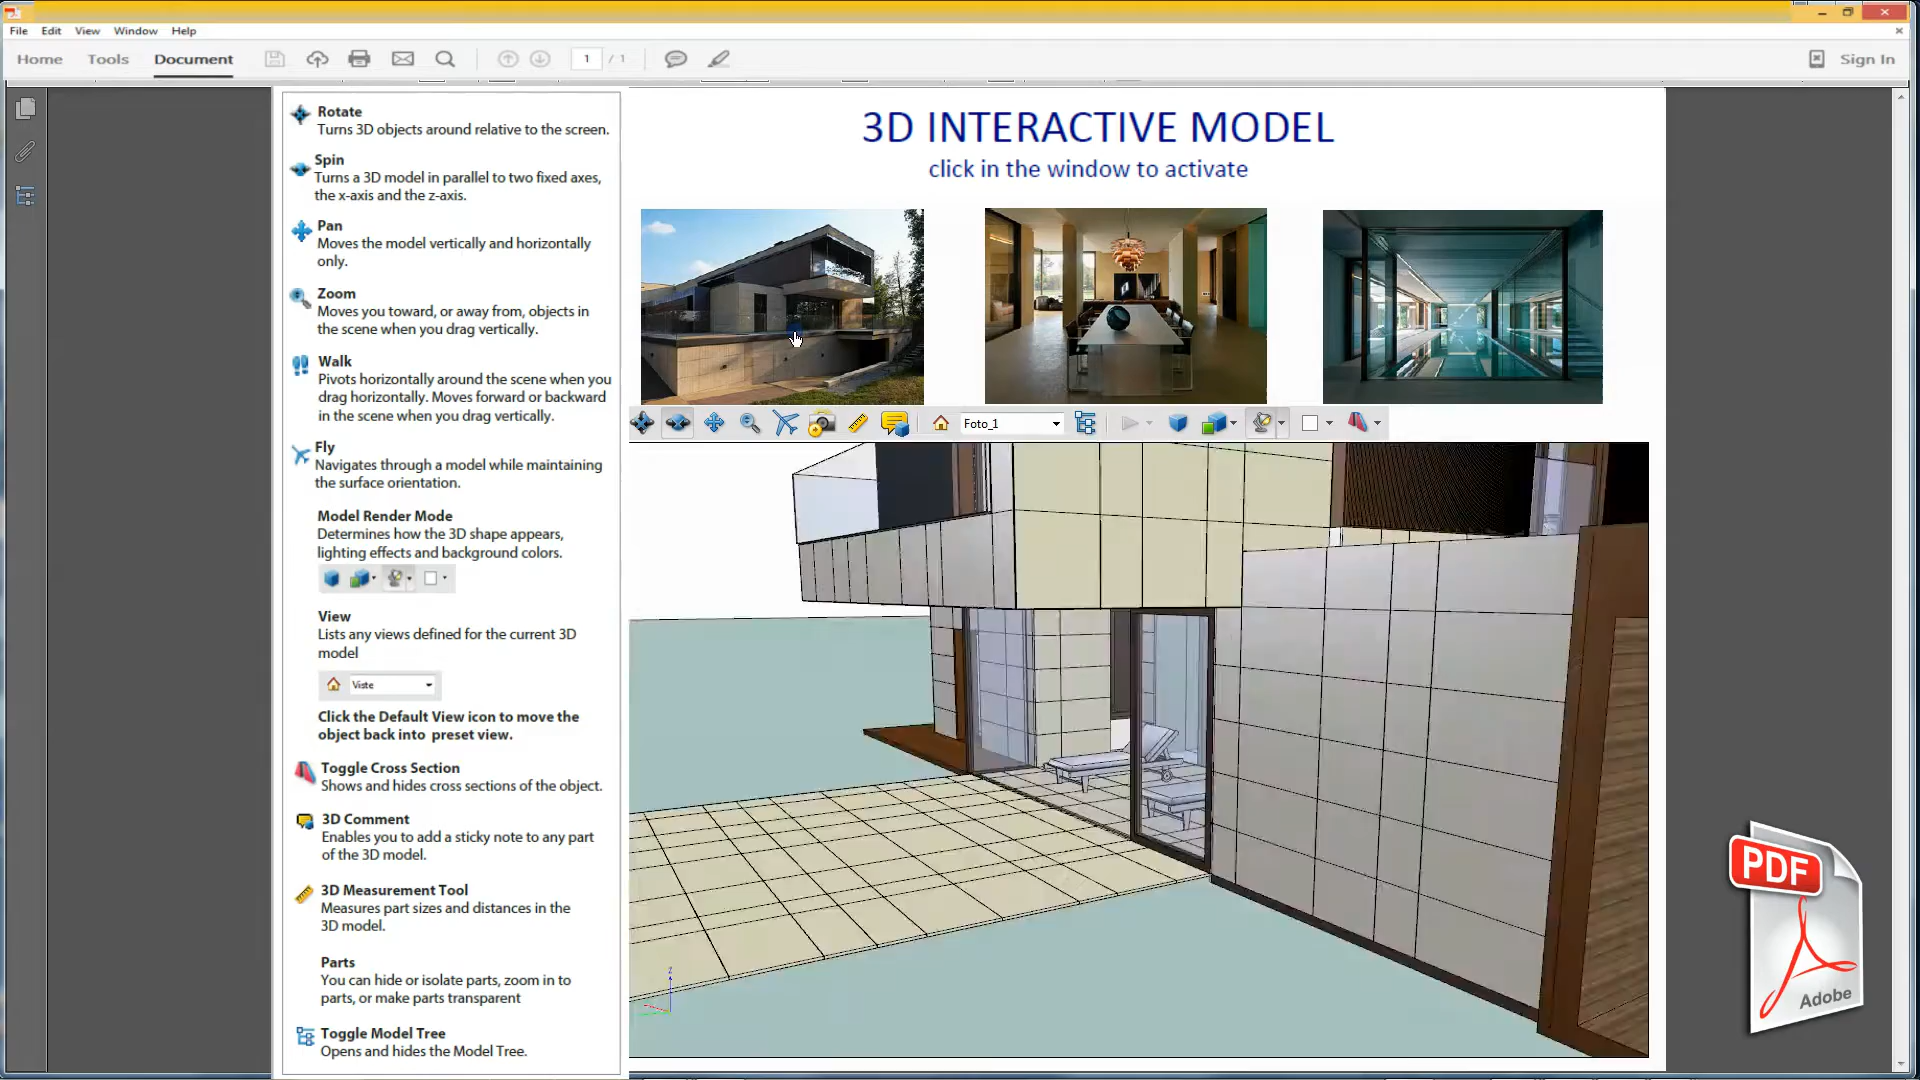 File Edit View Window Help
Home Tools Document 1 / 1 Sign In
Rotate
Turns 3D objects around relative to the screen.
Spin
Turns a 3D model in parallel to two fixed axes,
the x-axis and the z-axis.
Pan
Moves the model vertically and horizontally
only.
Zoom
Moves you toward, or away from, objects in
the scene when you drag vertically.
Walk
Pivots horizontally around the scene when you
drag horizontally. Moves forward or backward
in the scene when you drag vertically.
Fly
Navigates through a model while maintaining
the surface orientation.
Model Render Mode
Determines how the 3D shape appears,
lighting effects and background colors.
View
Lists any views defined for the current 3D
model
Viste
Click the Default View icon to move the
object back into preset view.
Toggle Cross Section
Shows and hides cross sections of the object.
3D Comment
Enables you to add a sticky note to any part
of the 3D model.
3D Measurement Tool
Measures part sizes and distances in the
3D model.
Parts
You can hide or isolate parts, zoom in to
parts, or make parts transparent
Toggle Model Tree
Opens and hides the Model Tree.
3D INTERACTIVE MODEL
click in the window to activate
Foto_1
z
PDF
Adobe